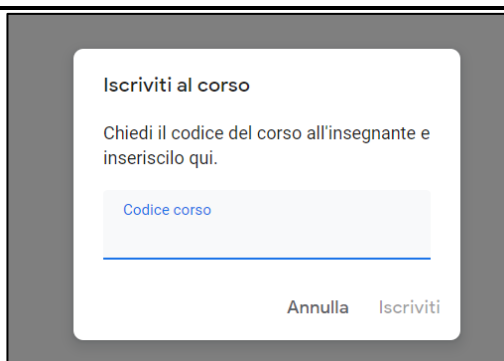 Iscriviti al corso
Chiedi il codice del corso all'insegnante e
inseriscilo qui.
Codice corso
Annulla Iscriviti